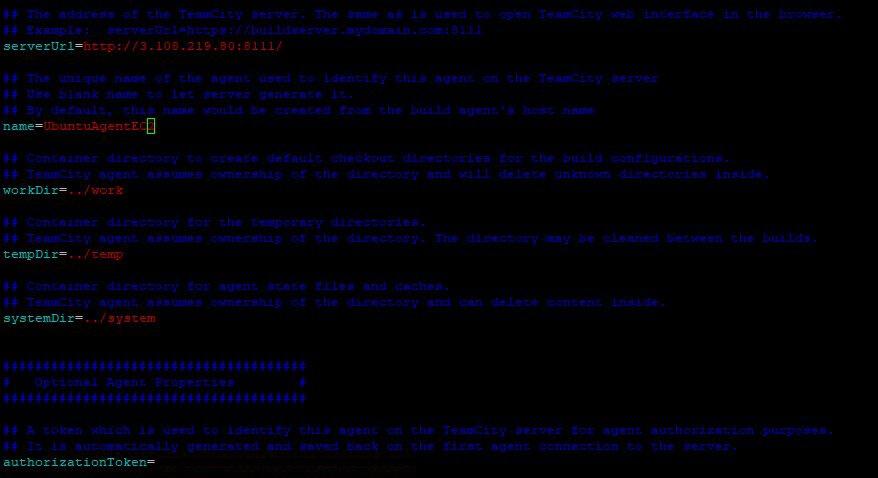 ## The address of the TeamCity server. The same as is used to open TeamCity web interface in the browser.
## Example:  serverUrl=https://buildserver.mydomain.com:8111
serverUrl=http://3.108.219.80:8111/
## The unique name of the agent used to identify this agent on the TeamCity server
## Use blank name to let server generate it.
## By default, this name would be created from the build agent's host name
name=UbuntuAgentEC2
## Container directory to create default checkout directories for the build configurations.
## TeamCity agent assumes ownership of the directory and will delete unknown directories inside.
workDir=../work
## Container directory for the temporary directories.
## TeamCity agent assumes ownership of the directory. The directory may be cleaned between the builds.
tempDir=../temp
## Container directory for agent state files and caches.
## TeamCity agent assumes ownership of the directory and can delete content inside.
systemDir=../system
######################################
#   Optional Agent Properties        #
######################################
## A token which is used to identify this agent on the TeamCity server for agent authorization purposes.
## It is automatically generated and saved back on the first agent connection to the server.
authorizationToken=